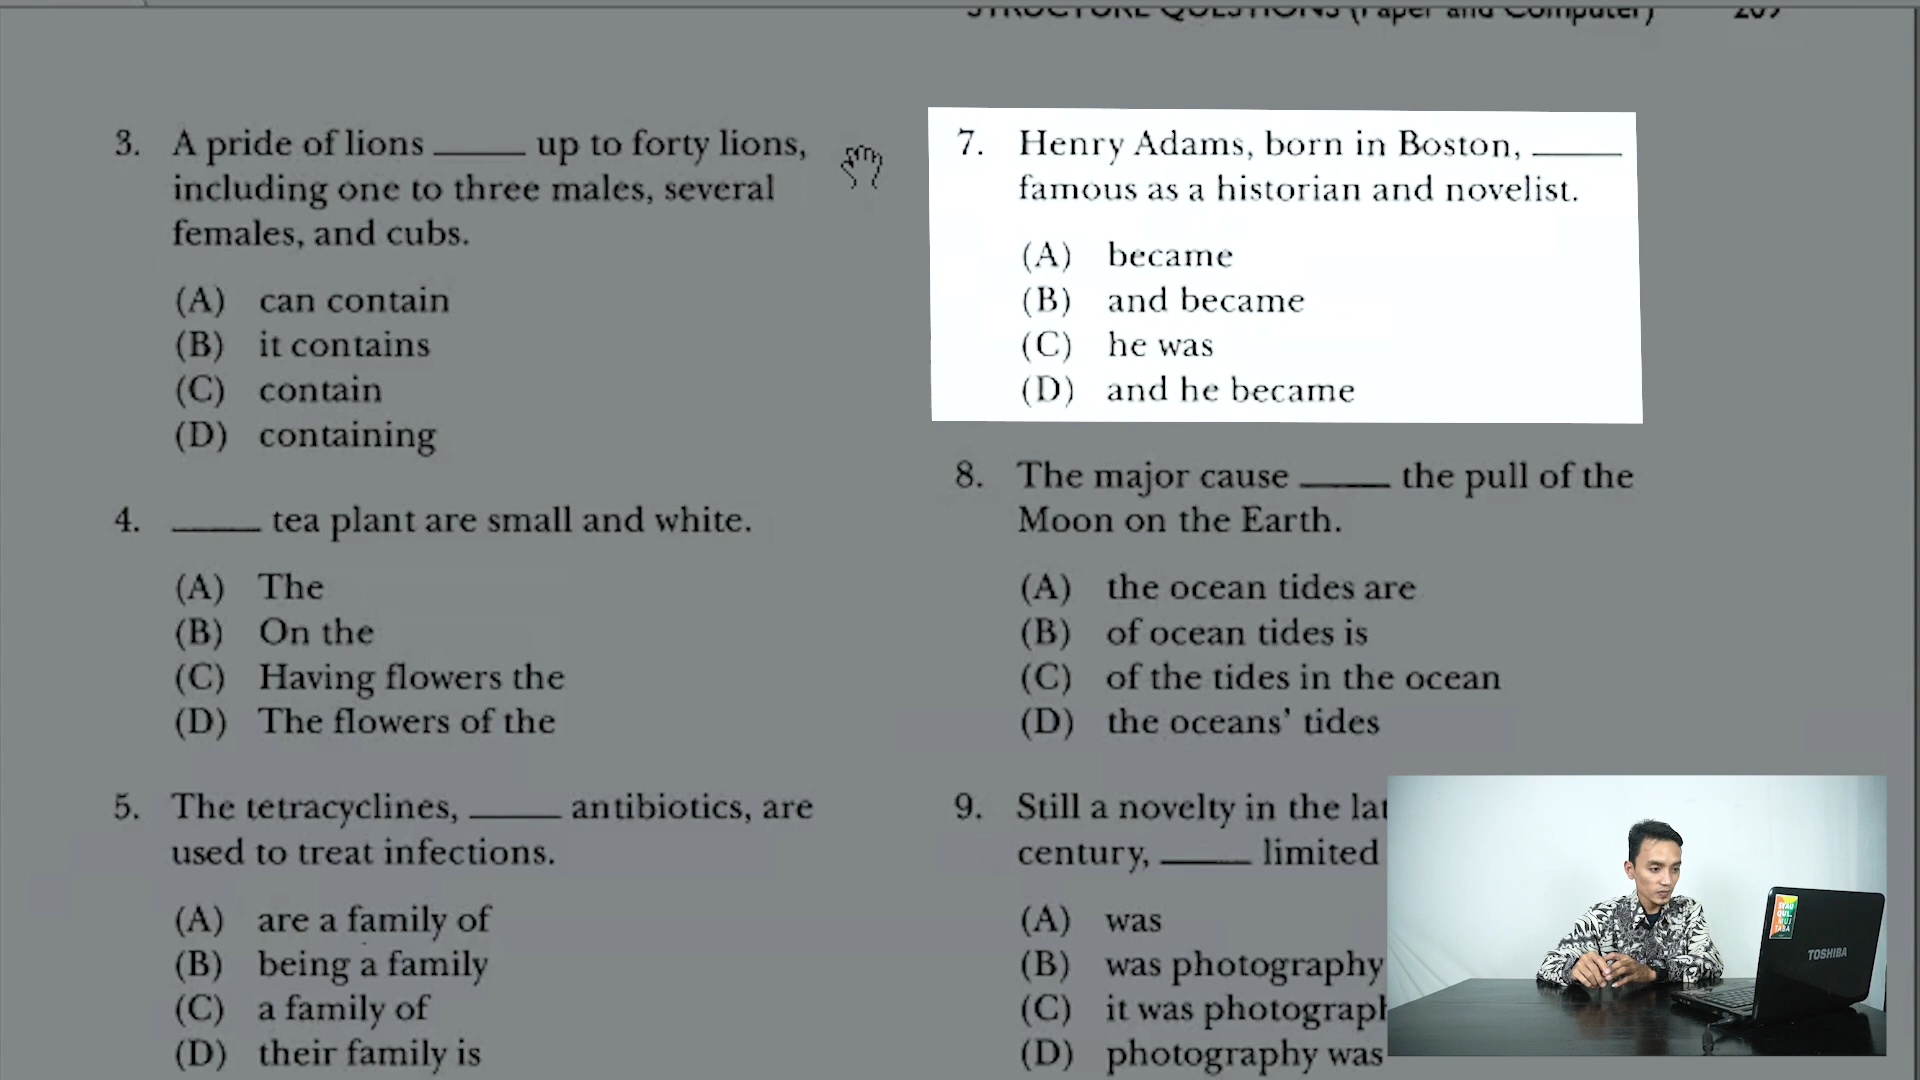 STRUCTURE QUESTIONS (Paper and Computer) 209
3. A pride of lions _____ up to forty lions,
including one to three males, several
females, and cubs.
(A) can contain
(B) it contains
(C) contain
(D) containing
4. _____ tea plant are small and white.
(A) The
(B) On the
(C) Having flowers the
(D) The flowers of the
5. The tetracyclines, _____ antibiotics, are
used to treat infections.
(A) are a family of
(B) being a family
(C) a family of
(D) their family is
7. Henry Adams, born in Boston, _____
famous as a historian and novelist.
(A) became
(B) and became
(C) he was
(D) and he became
8. The major cause _____ the pull of the
Moon on the Earth.
(A) the ocean tides are
(B) of ocean tides is
(C) of the tides in the ocean
(D) the oceans’ tides
9. Still a novelty in the
century, _____ limited
(A) was
(B) was photography
(C) it was
(D) photography was
TOSHIBA